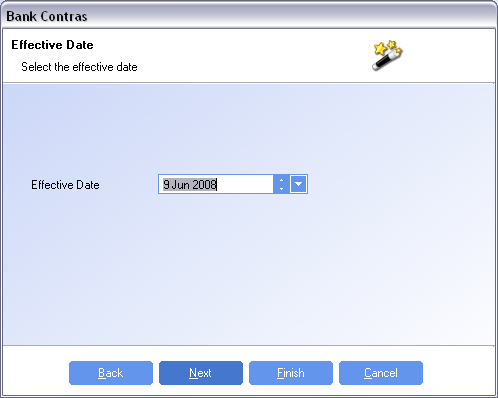 Bank Contras
Effective Date
Select the effective date
Effective Date 9 Jun 2008
Back Next Finish Cancel